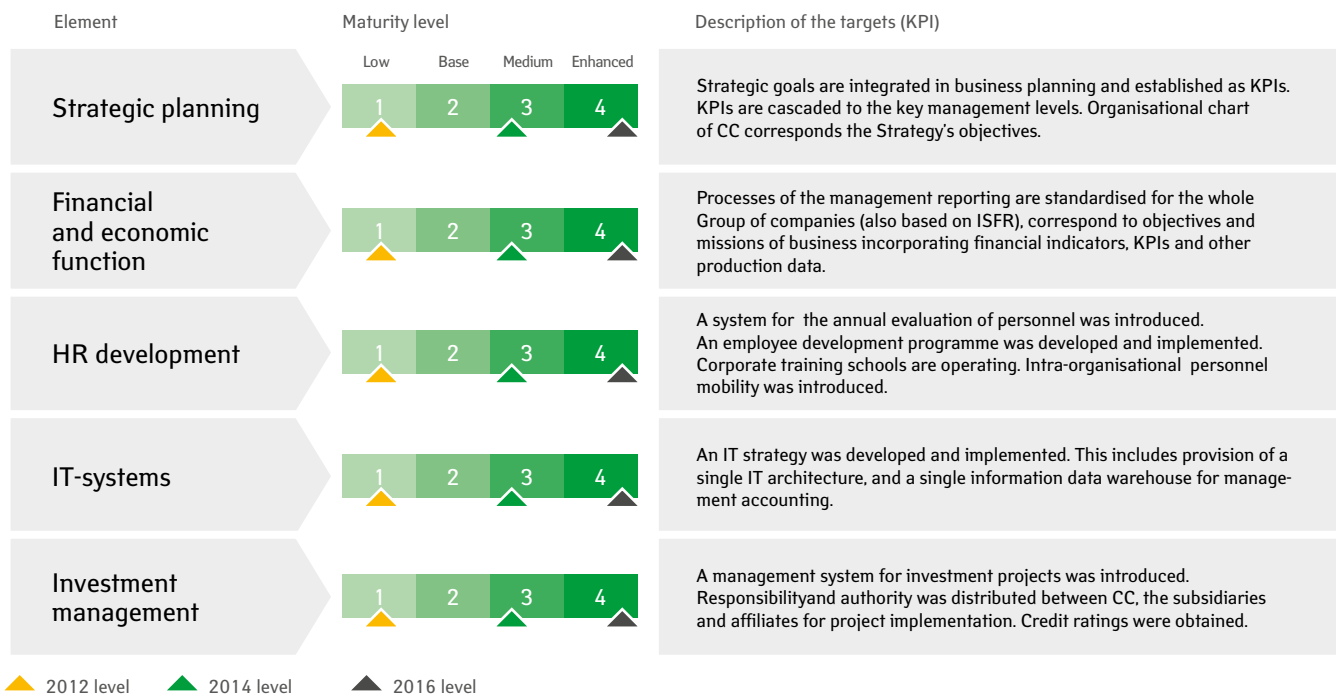 Element
Maturity level
Description of the targets (KPI)
Low Base Medium Enhanced
Strategic planning
1 2 3 4
Strategic goals are integrated in business planning and established as KPIs.
KPIs are cascaded to the key management levels. Organisational chart
of CC corresponds the Strategy's objectives.
Financial
and economic
function
1 2 3 4
Processes of the management reporting are standardised for the whole
Group of companies (also based on ISFR), correspond to objectives and
missions of business incorporating financial indicators, KPIs and other
production data.
HR development
1 2 3 4
A system for the annual evaluation of personnel was introduced.
An employee development programme was developed and implemented.
Corporate training schools are operating. Intra-organisational personnel
mobility was introduced.
IT-systems
1 2 3 4
An IT strategy was developed and implemented. This includes provision of a
single IT architecture, and a single information data warehouse for manage-
ment accounting.
Investment
management
1 2 3 4
A management system for investment projects was introduced.
Responsibilityand authority was distributed between CC, the subsidiaries
and affiliates for project implementation. Credit ratings were obtained.
2012 level 2014 level 2016 level